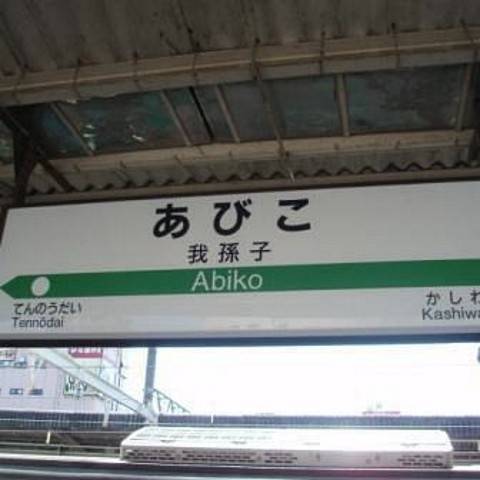 あびこ
我孫子
Abiko
てんのうだい
Tennōdai
かしわ
Kashiwa